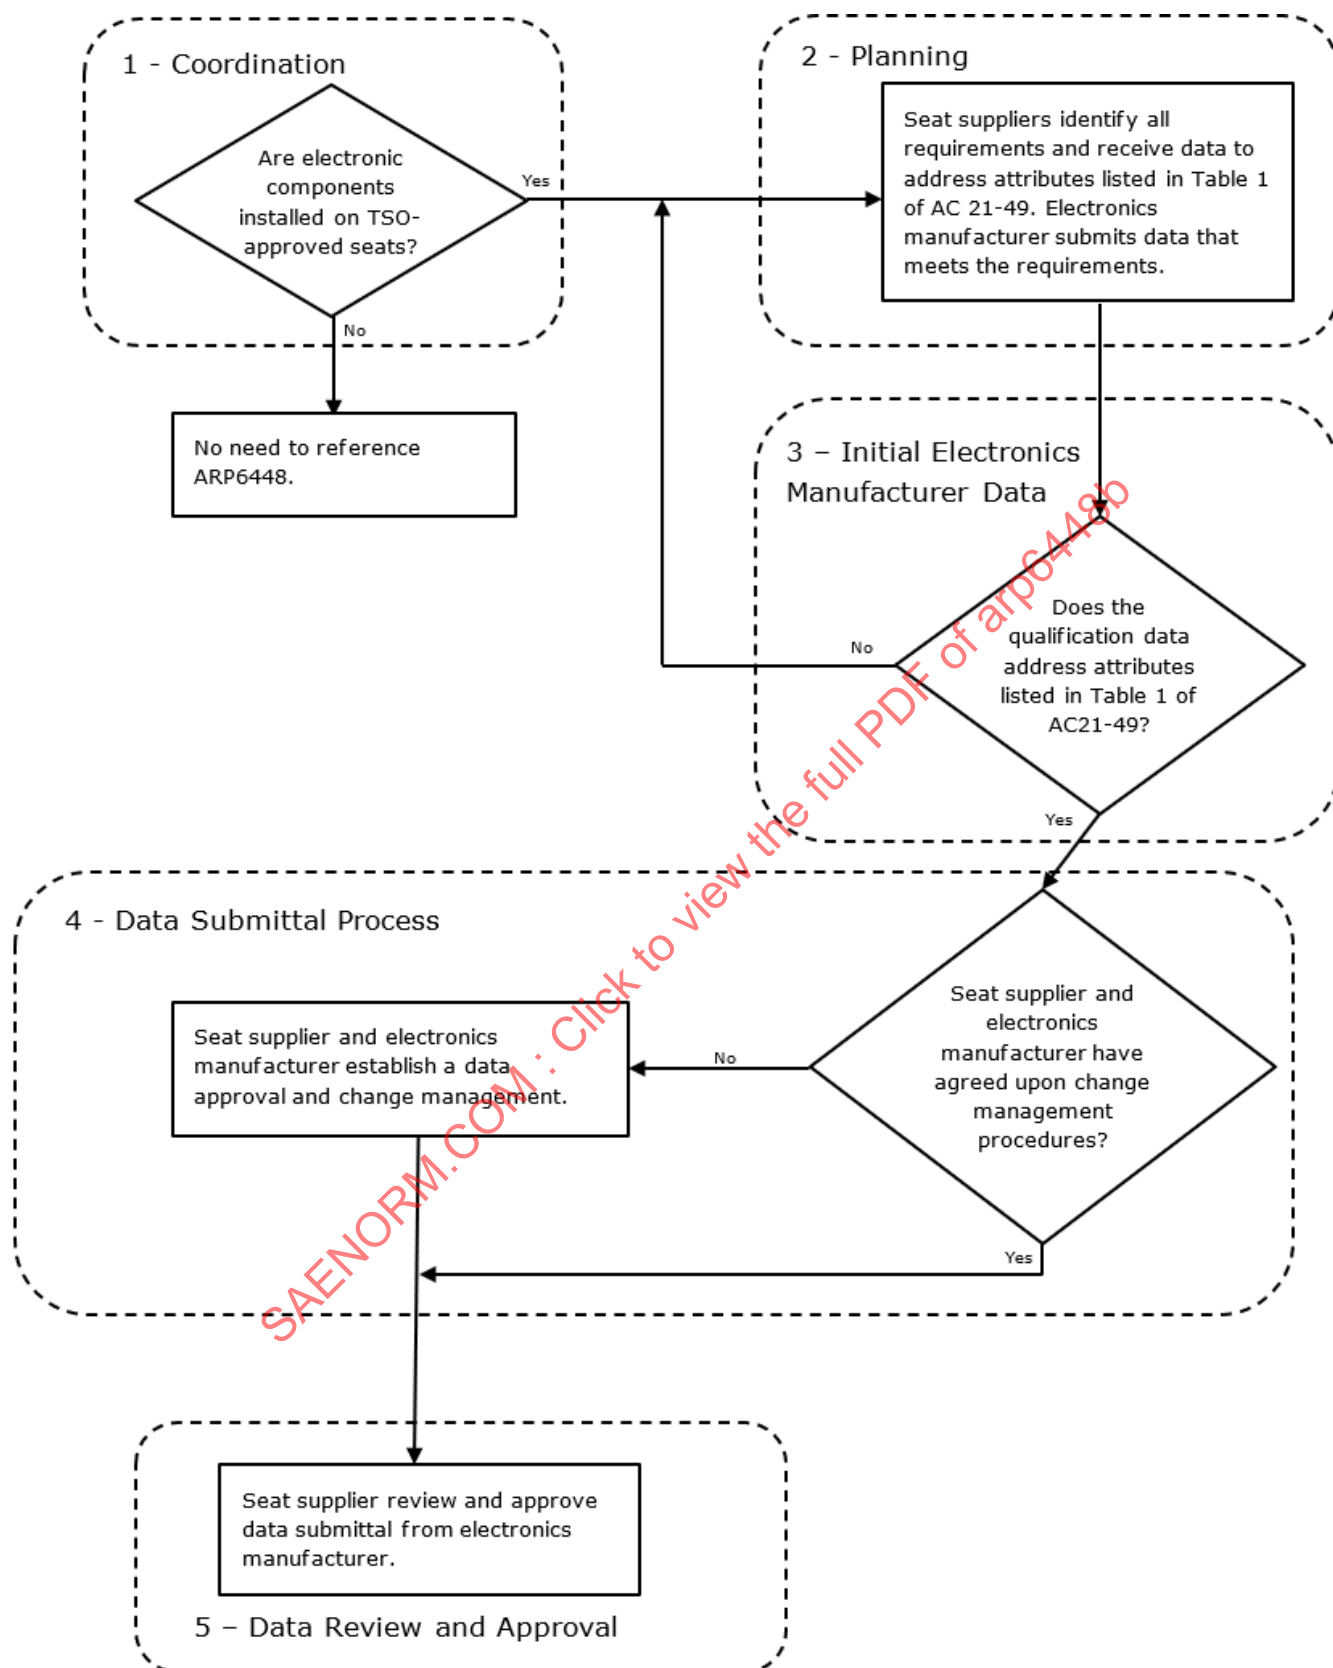 1 - Coordination
Are electronic
components
installed on TSO-
approved seats?
Yes
No
No need to reference
ARP6448.
2 - Planning
Seat suppliers identify all
requirements and receive data to
address attributes listed in Table 1
of AC 21-49. Electronics
manufacturer submits data that
meets the requirements.
3 – Initial Electronics
Manufacturer Data
Does the
qualification data
address attributes
listed in Table 1 of
AC21-49?
No
Yes
4 - Data Submittal Process
Seat supplier and
electronics
manufacturer have
agreed upon change
management
procedures?
No
Yes
Seat supplier and electronics
manufacturer establish a data
approval and change management.
Seat supplier review and approve
data submittal from electronics
manufacturer.
5 – Data Review and Approval
SAENORM.COM : Click to view the full PDF of arp6448b